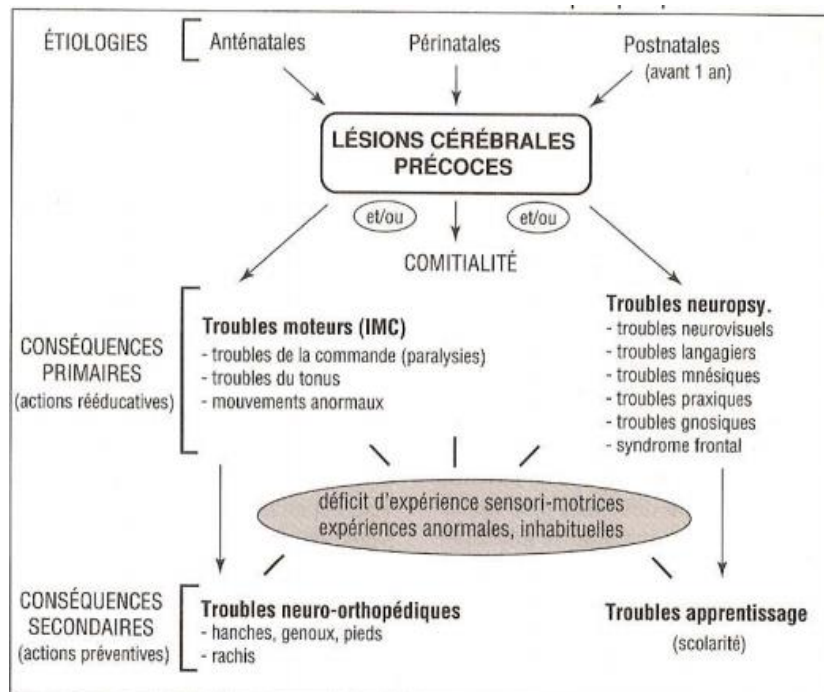 ÉTIOLOGIES
Anténatales
Périnatales
Postnatales
(avant 1 an)
LÉSIONS CÉRÉBRALES
PRÉCOCES
et/ou
et/ou
COMITIALITÉ
CONSÉQUENCES
PRIMAIRES
(actions rééducatives)
Troubles moteurs (IMC)
- troubles de la commande (paralysies)
- troubles du tonus
- mouvements anormaux
Troubles neuropsy.
- troubles neurovisuels
- troubles langagiers
- troubles mnésiques
- troubles praxiques
- troubles gnosiques
- syndrome frontal
déficit d'expérience sensori-motrices
expériences anormales, inhabituelles
CONSÉQUENCES
SECONDAIRES
(actions préventives)
Troubles neuro-orthopédiques
- hanches, genoux, pieds
- rachis
Troubles apprentissage
(scolarité)